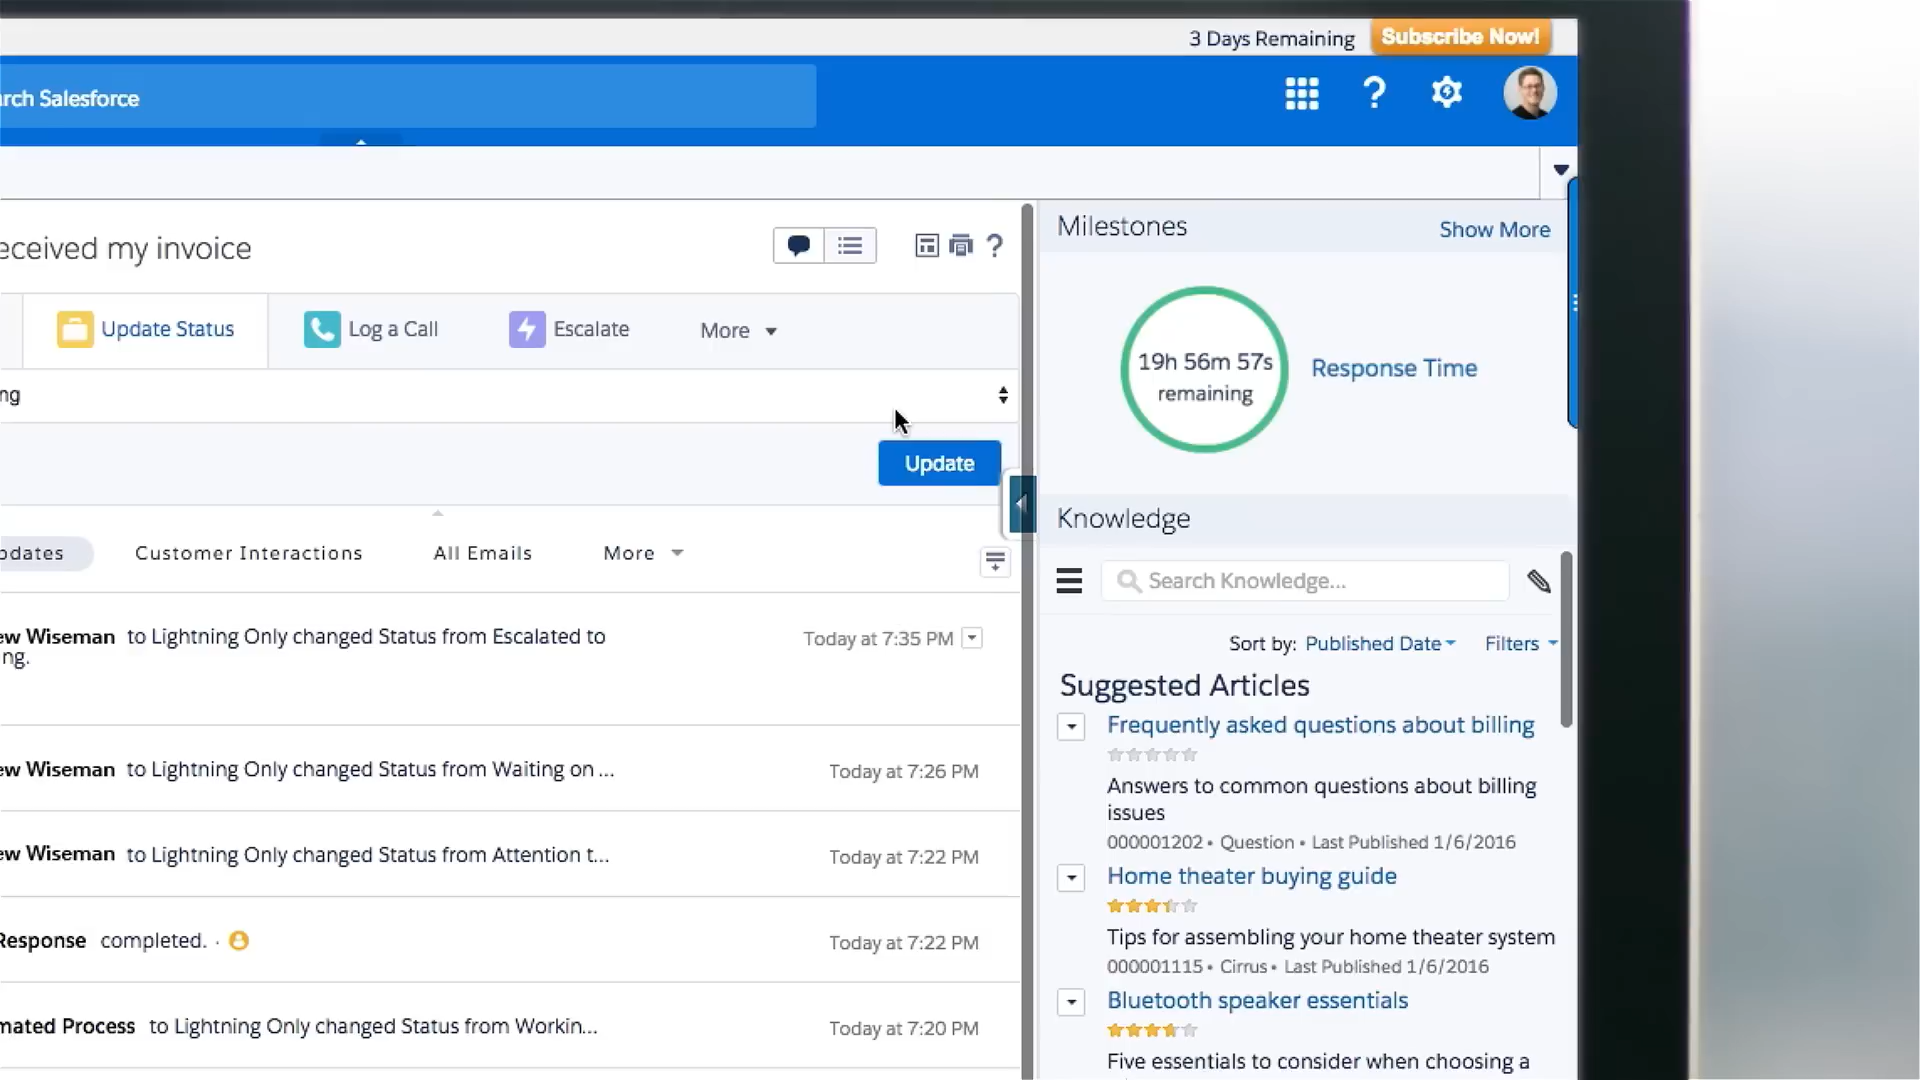 3 Days Remaining Subscribe Now!
rch Salesforce
eceived my invoice
Milestones Show More
Update Status Log a Call Escalate More
19h 56m 57s
remaining
Response Time
ng
Update
Knowledge
pdates Customer Interactions All Emails More
Search Knowledge...
Sort by: Published Date Filters
ew Wiseman to Lightning Only changed Status from Escalated to
ng.
Today at 7:35 PM
ew Wiseman to Lightning Only changed Status from Waiting on ...
Today at 7:26 PM
ew Wiseman to Lightning Only changed Status from Attention t...
Today at 7:22 PM
Response completed. ·
Today at 7:22 PM
mated Process to Lightning Only changed Status from Workin...
Today at 7:20 PM
Suggested Articles
Frequently asked questions about billing
Answers to common questions about billing
issues
000001202 • Question • Last Published 1/6/2016
Home theater buying guide
Tips for assembling your home theater system
000001115 • Cirrus • Last Published 1/6/2016
Bluetooth speaker essentials
Five essentials to consider when choosing a